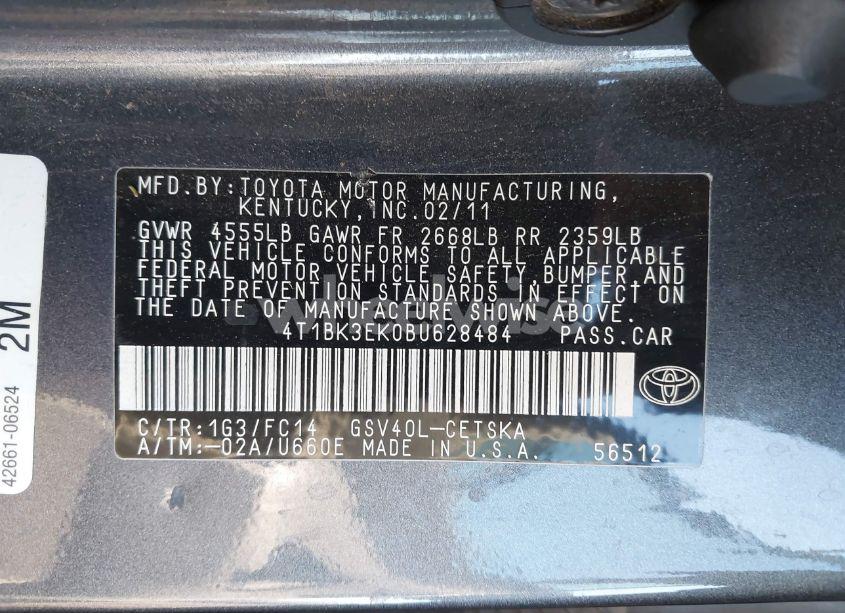 MFD.BY:TOYOTA MOTOR MANUFACTURING,
KENTUCKY,INC.02/11
GVWR 4555LB GAWR FR 2668LB RR 2359LB
THIS VEHICLE CONFORMS TO ALL APPLICABLE
FEDERAL MOTOR VEHICLE SAFETY BUMPER AND
THEFT PREVENTION STANDARDS IN EFFECT ON
THE DATE OF MANUFACTURE SHOWN ABOVE.
4T1BK3EK0BU628484 PASS.CAR
C/TR:1G3/FC14 GSV40L-CETSKA
A/TM:-02A/U660E MADE IN U.S.A. 56512
2M
42661-06524